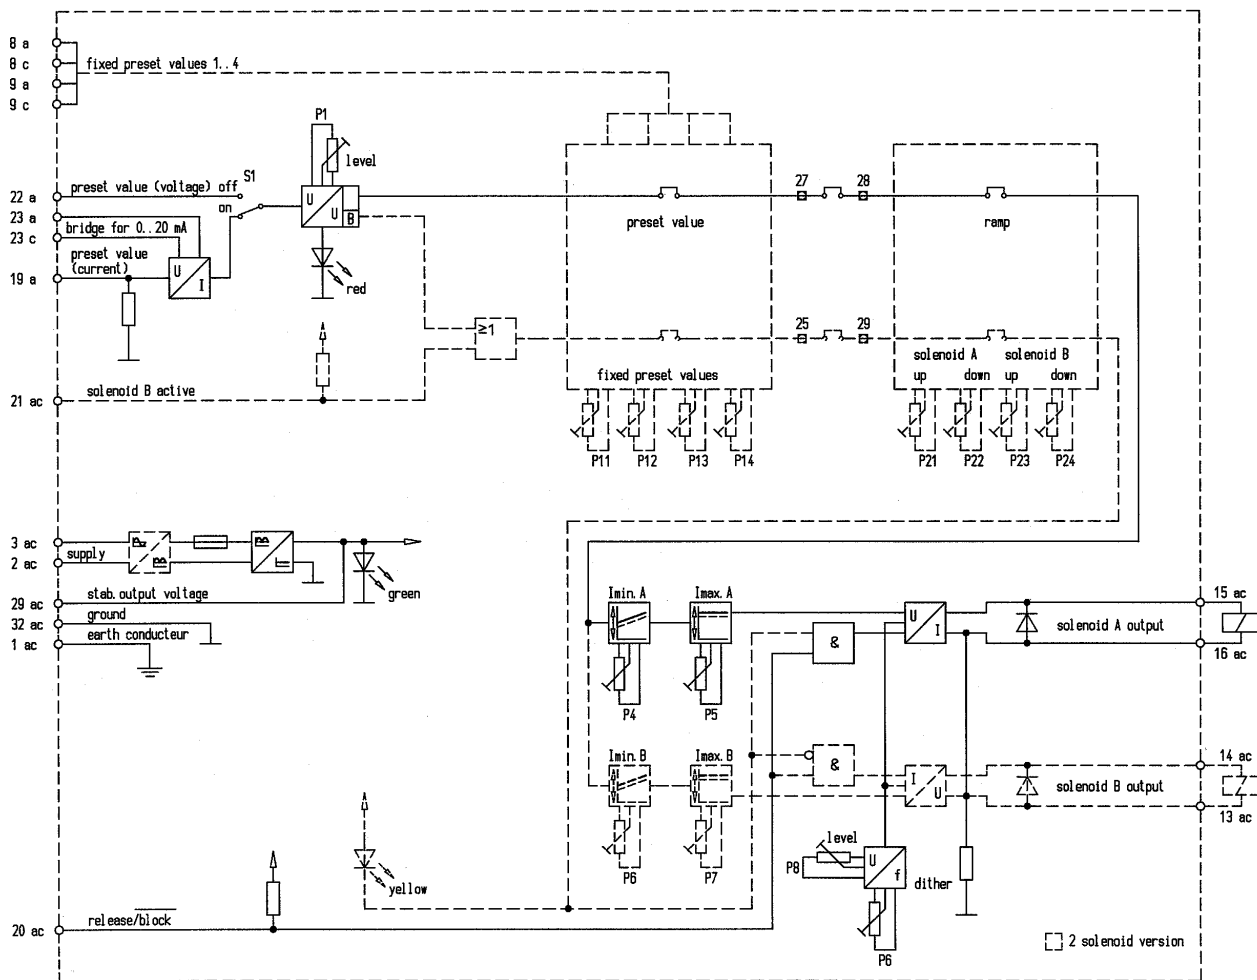 8 a
8 c
fixed preset values 1..4
9 a
9 c
P1
level
S1
22 a
preset value (voltage) off
23 a
on
U
U
B
23 c
bridge for 0..20 mA
preset value
(current)
19 a
U
I
red
≥1
21 ac
solenoid B active
preset value
fixed preset values
P11
P12
P13
P14
27
28
25
29
ramp
solenoid A
solenoid B
up
down
up
down
P21
P22
P23
P24
3 ac
supply
2 ac
green
29 ac
stab. output voltage
32 ac
ground
1 ac
earth conducteur
Imin. A
Imax. A
P4
P5
&
U
I
solenoid A output
15 ac
16 ac
Imin. B
Imax. B
P6
P7
&
I
U
solenoid B output
14 ac
13 ac
level
P8
U
f
dither
P6
yellow
20 ac
release/block
2 solenoid version